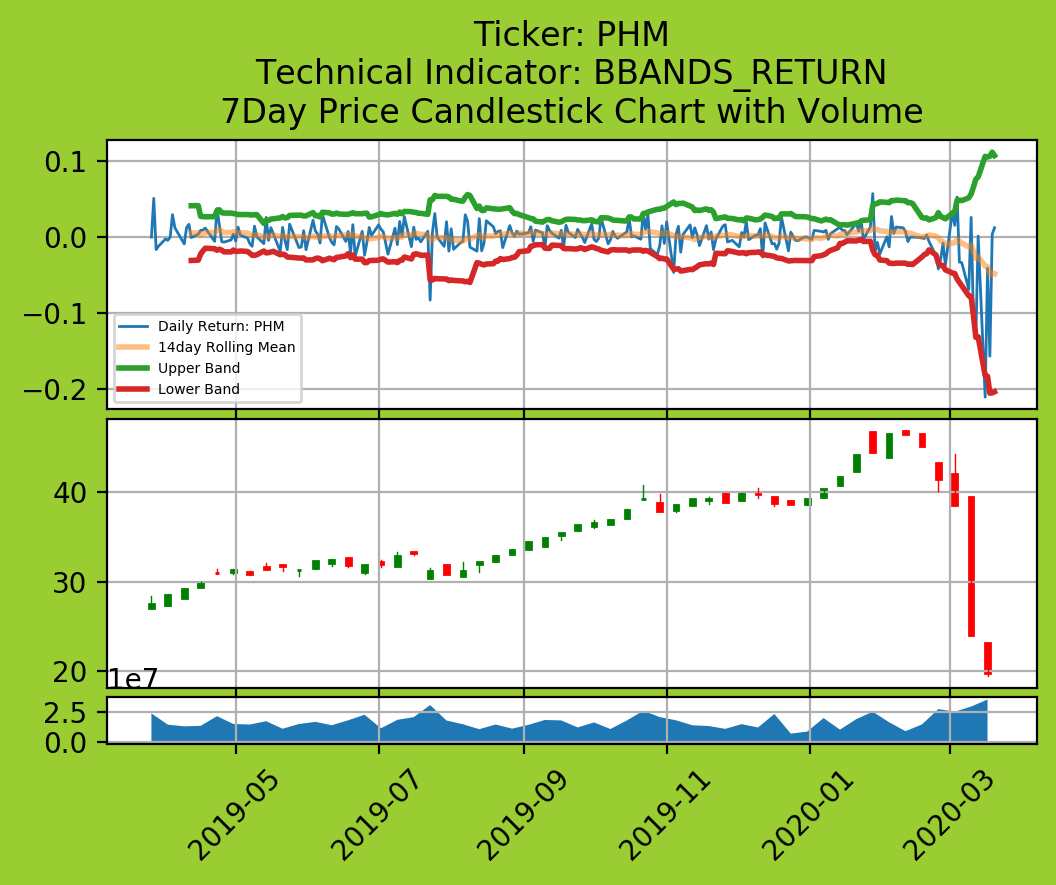 Ticker: PHM
Technical Indicator: BBANDS_RETURN
7Day Price Candlestick Chart with Volume
0.1
0.0
−0.1
−0.2
Daily Return: PHM
14day Rolling Mean
Upper Band
Lower Band
40
30
20
1e7
2.5
0.0
2019-05
2019-07
2019-09
2019-11
2020-01
2020-03